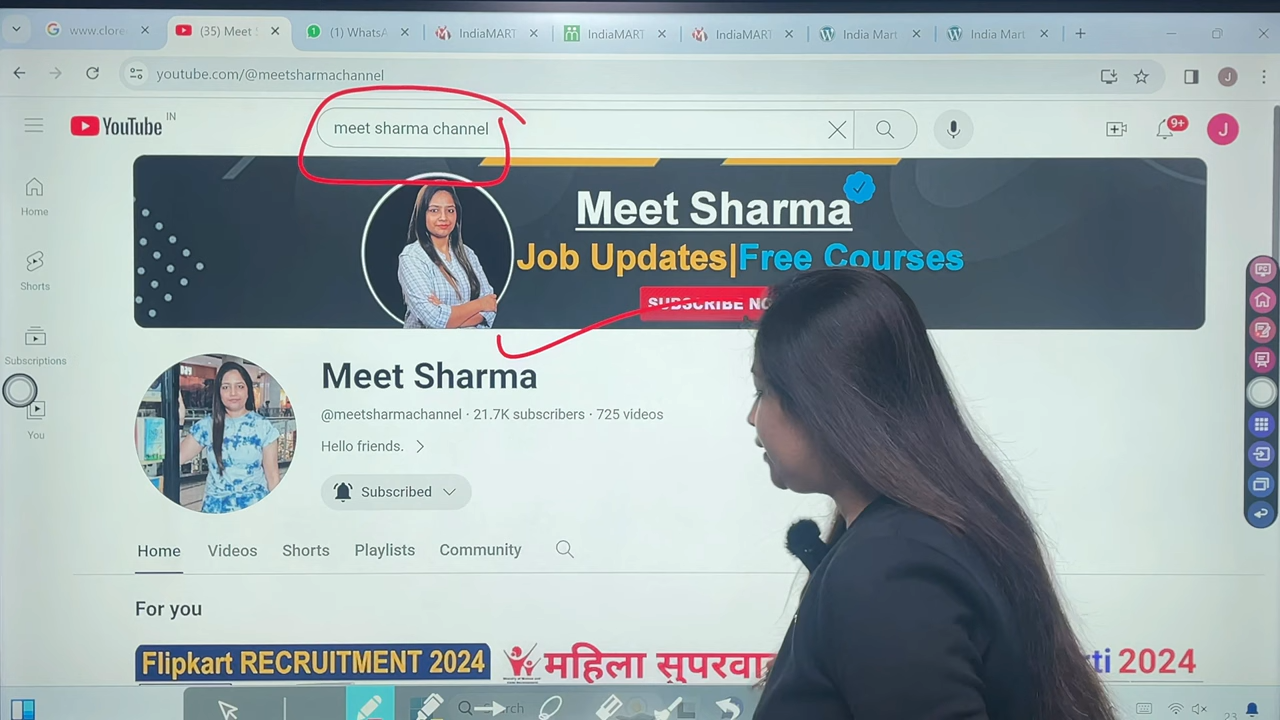 www.clore
(35) Meet
(1) WhatsA
IndiaMART
IndiaMART
IndiaMART
India Mart
India Mart
youtube.com/@meetsharmachannel
J
YouTube IN
meet sharma channel
9+
J
Home
Shorts
Subscriptions
You
Meet Sharma
Job Updates|Free Courses
SUBSCRIBE
Meet Sharma
@meetsharmachannel · 21.7K subscribers · 725 videos
Hello friends.
Subscribed
Home Videos Shorts Playlists Community
For you
Flipkart RECRUITMENT 2024
महिला 2024